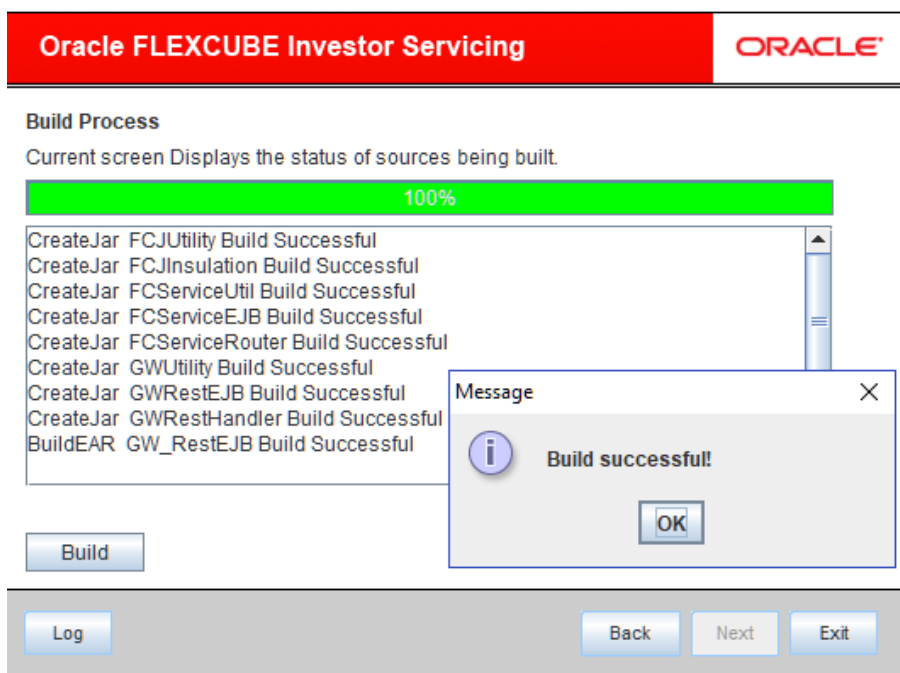 Oracle FLEXCUBE Investor Servicing
ORACLE
Build Process
Current screen Displays the status of sources being built.
100%
CreateJar FCJUtility Build Successful
CreateJar FCJInsulation Build Successful
CreateJar FCServiceUtil Build Successful
CreateJar FCServiceEJB Build Successful
CreateJar FCServiceRouter Build Successful
CreateJar GWUtility Build Successful
CreateJar GWRestEJB Build Successful
CreateJar GWRestHandler Build Successful
BuildEAR GW_RestEJB Build Successful
Message
Build successful!
OK
Build
Log
Back
Next
Exit